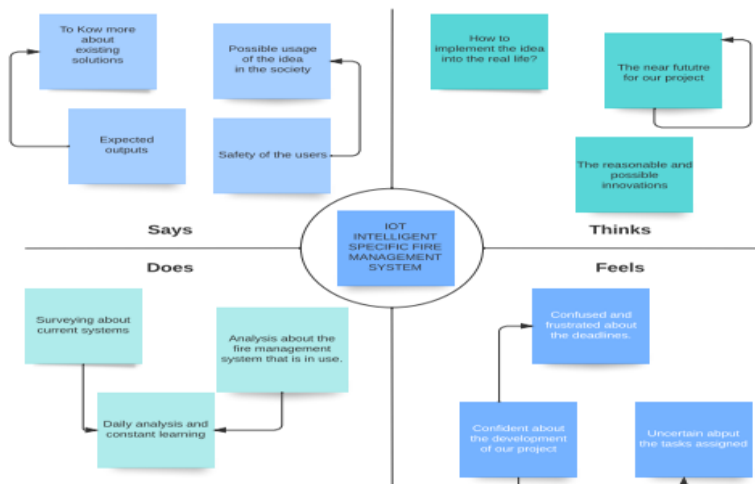 To Kow more
about
existing
solutions
Possible usage
of the idea
in the society
Expected
outputs
Safety of the users
Says
How to
implement the idea
into the real life?
The near fututre
for our project
The reasonable and
possible
innovations
Thinks
IOT
INTELLIGENT
SPECIFIC FIRE
MANAGEMENT
SYSTEM
Does
Surveying about
current systems
Analysis about the
fire management
system that is in use.
Daily analysis and
constant learning
Feels
Confused and
frustrated about
the deadlines.
Confident about
the development
of our project
Uncertain abput
the tasks assigned